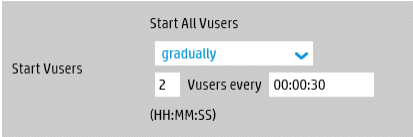 Start All Vusers
gradually
Start Vusers
2 Vusers every 00:00:30
(HH:MM:SS)